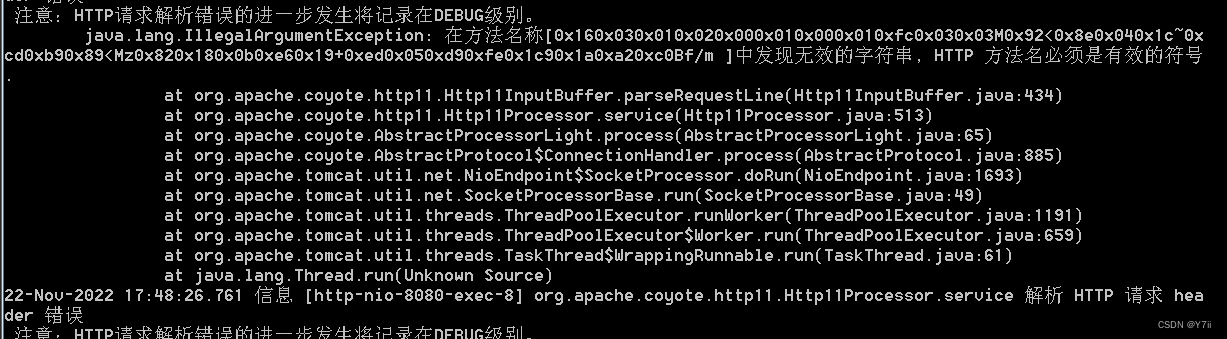 注意: HTTP请求解析错误的进一步发生将记录在DEBUG级别。
java.lang.IllegalArgumentException: 在方法名称[0x160x030x010x020x000x010x000x010xfc0x030x03M0x92<0x8e0x040x1c~0x
cd0xb90x89<Mz0x820x180x0b0xe60x19+0xed0x050xd90xfe0x1c90x1a0xa20xc0Bf/m ]中发现无效的字符串, HTTP 方法名必须是有效的符号
.
at org.apache.coyote.http11.Http11InputBuffer.parseRequestLine(Http11InputBuffer.java:434)
at org.apache.coyote.http11.Http11Processor.service(Http11Processor.java:513)
at org.apache.coyote.AbstractProcessorLight.process(AbstractProcessorLight.java:65)
at org.apache.coyote.AbstractProtocol$ConnectionHandler.process(AbstractProtocol.java:885)
at org.apache.tomcat.util.net.NioEndpoint$SocketProcessor.doRun(NioEndpoint.java:1693)
at org.apache.tomcat.util.net.SocketProcessorBase.run(SocketProcessorBase.java:49)
at org.apache.tomcat.util.threads.ThreadPoolExecutor.runWorker(ThreadPoolExecutor.java:1191)
at org.apache.tomcat.util.threads.ThreadPoolExecutor$Worker.run(ThreadPoolExecutor.java:659)
at org.apache.tomcat.util.threads.TaskThread$WrappingRunnable.run(TaskThread.java:61)
at java.lang.Thread.run(Unknown Source)
22-Nov-2022 17:48:26.761 信息 [http-nio-8080-exec-8] org.apache.coyote.http11.Http11Processor.service 解析 HTTP 请求 hea
der 错误
注意: HTTP请求解析错误的进一步发生将记录在DEBUG级别。
CSDN @Y7ii